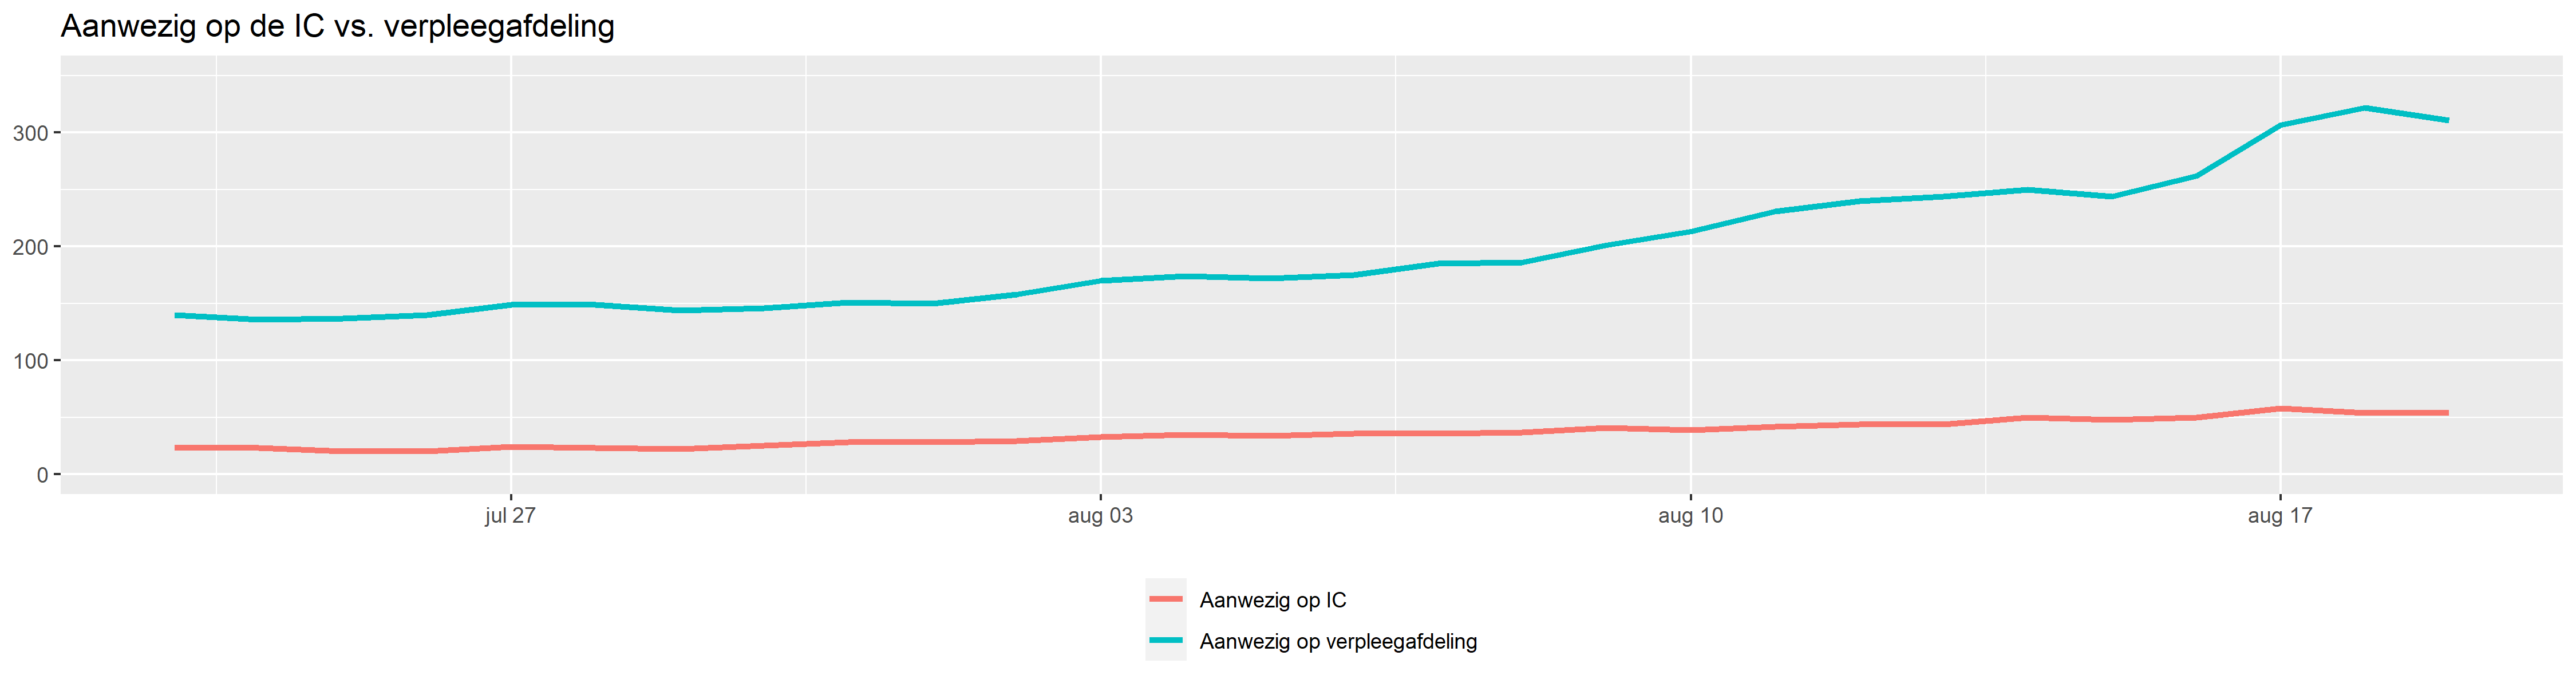 Aanwezig op de IC vs. verpleegafdeling
300
200
100
0
jul 27 aug 03 aug 10 aug 17
Aanwezig op IC
Aanwezig op verpleegafdeling